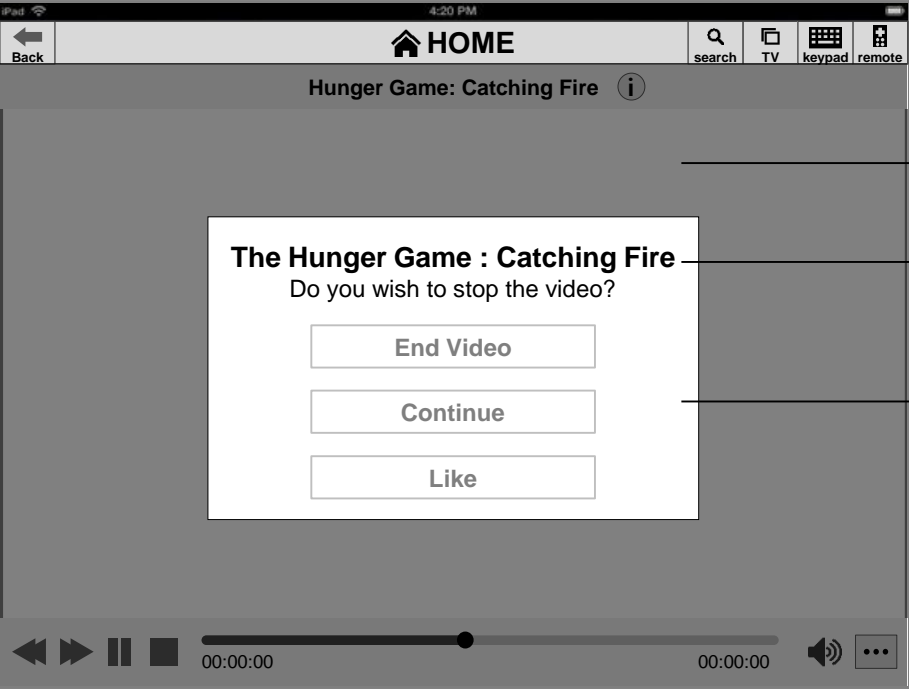 iPad 4:20 PM
Back HOME search TV keypad remote
Hunger Game: Catching Fire i
The Hunger Game : Catching Fire
Do you wish to stop the video?
End Video
Continue
Like
00:00:00 00:00:00